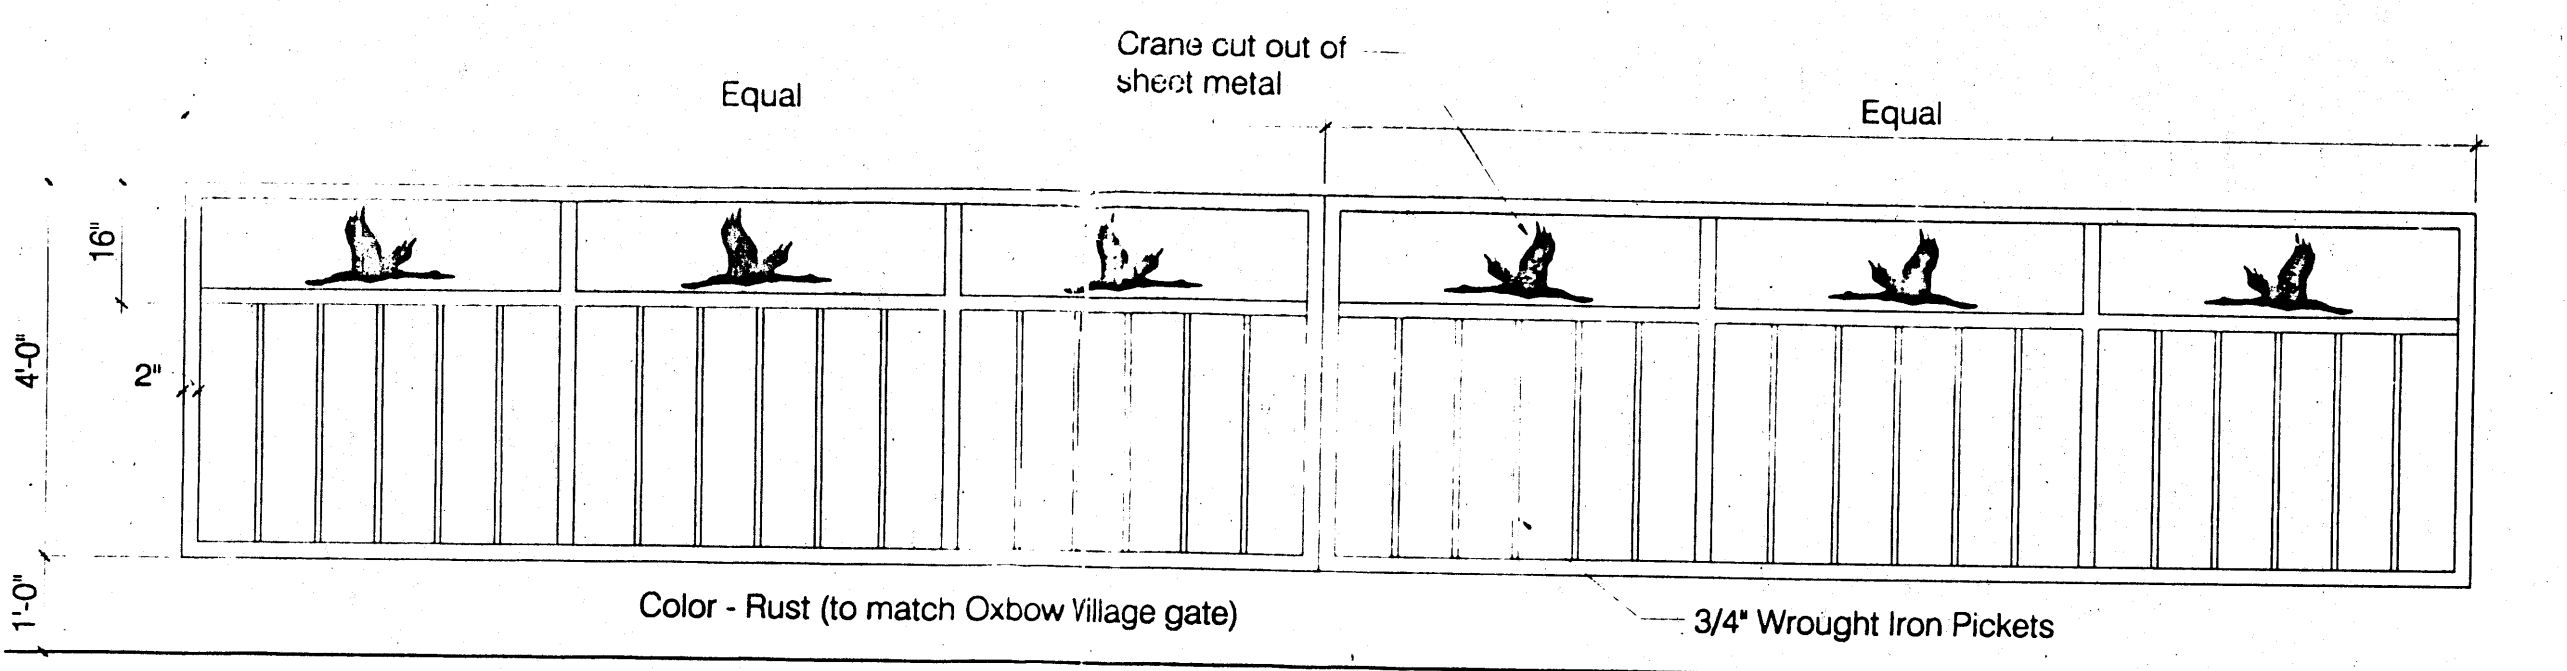 Crane cut out of
sheet metal
Equal
Equal
16"
4'-0"
2"
1'-0"
Color - Rust (to match Oxbow Village gate)
3/4" Wrought Iron Pickets